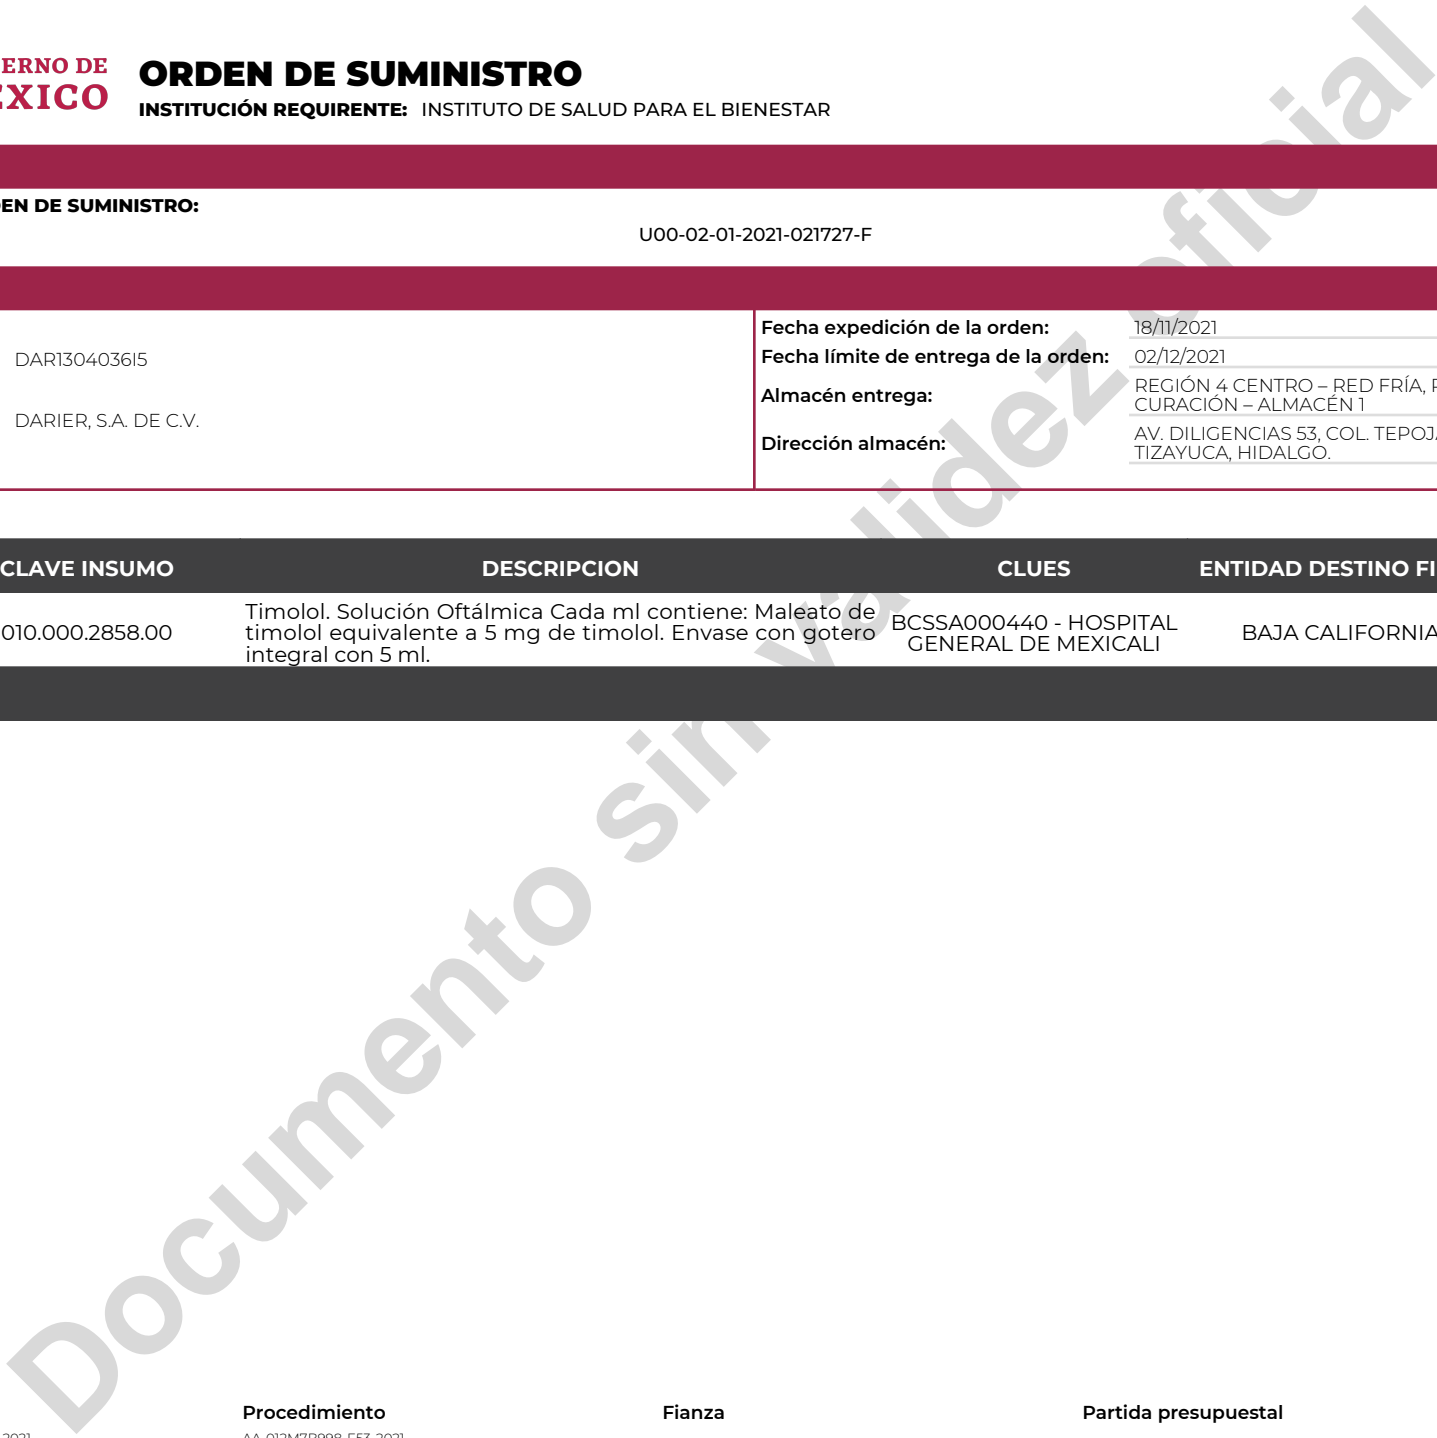 ERNO DE
EXICO
ORDEN DE SUMINISTRO
INSTITUCIÓN REQUIRENTE: INSTITUTO DE SALUD PARA EL BIENESTAR
EN DE SUMINISTRO:
U00-02-01-2021-021727-F
DAR1304036I5
DARIER, S.A. DE C.V.
Fecha expedición de la orden: 18/11/2021
Fecha límite de entrega de la orden: 02/12/2021
Almacén entrega: REGIÓN 4 CENTRO – RED FRÍA,
CURACIÓN – ALMACÉN 1
Dirección almacén: AV. DILIGENCIAS 53, COL. TEPOJ
TIZAYUCA, HIDALGO.
CLAVE INSUMO DESCRIPCION CLUES ENTIDAD DESTINO FI
010.000.2858.00
Timolol. Solución Oftálmica Cada ml contiene: Maleato de
timolol equivalente a 5 mg de timolol. Envase con gotero
integral con 5 ml.
BCSSA000440 - HOSPITAL
GENERAL DE MEXICALI
BAJA CALIFORNIA
Documento sin validez oficial
Procedimiento Fianza Partida presupuestal